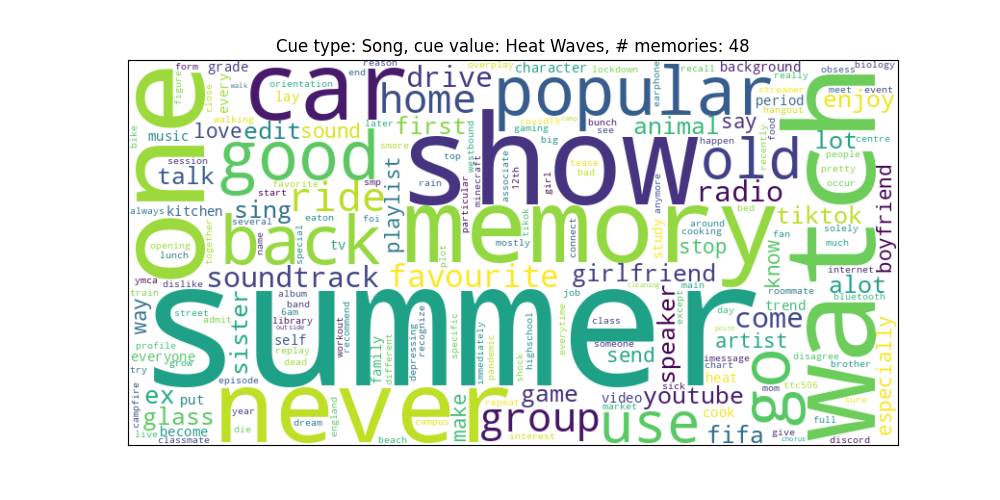 Cue type: Song, cue value: Heat Waves, # memories: 48
form grade reason end overplay character lockdown recall background really obsess biology
figure close every orientation walk drive earphone streamer meet event
one car home popular period hangout enjoy
lay walking later covid19 camp bunch see animal say food
bike music love edit sound first gaming big happen lot centre
session good smore top westbound show tease bad old recently people
talk favorite smp rain minecraft associate 12th girl anymore pretty
start ride playlist particular radio occur
always kitchen sing several eaton foi memory bed tiktok solely boyfriend
together name back special tv mostly tikok connect study around cooking stop know fan much
opening lunch plot watch
ymca dislike soundtrack favourite girlfriend cleaning main internet
train album job except roommate alot bluetooth
way street admit sister 6am band library outside summer speaker day trend come
self workout recommend depressing recognize specific immediately pandemic highschool everytime class someone point artist
profile everyone grow replay dead family different shock send imessage chart go disagree brother especially
try episode sick heat mom ttc506
campfire ex put never game video youtube sure
glass year england repeat group market cook full
live become die dream beach campus make interest use fifa give chorus discord
classmate